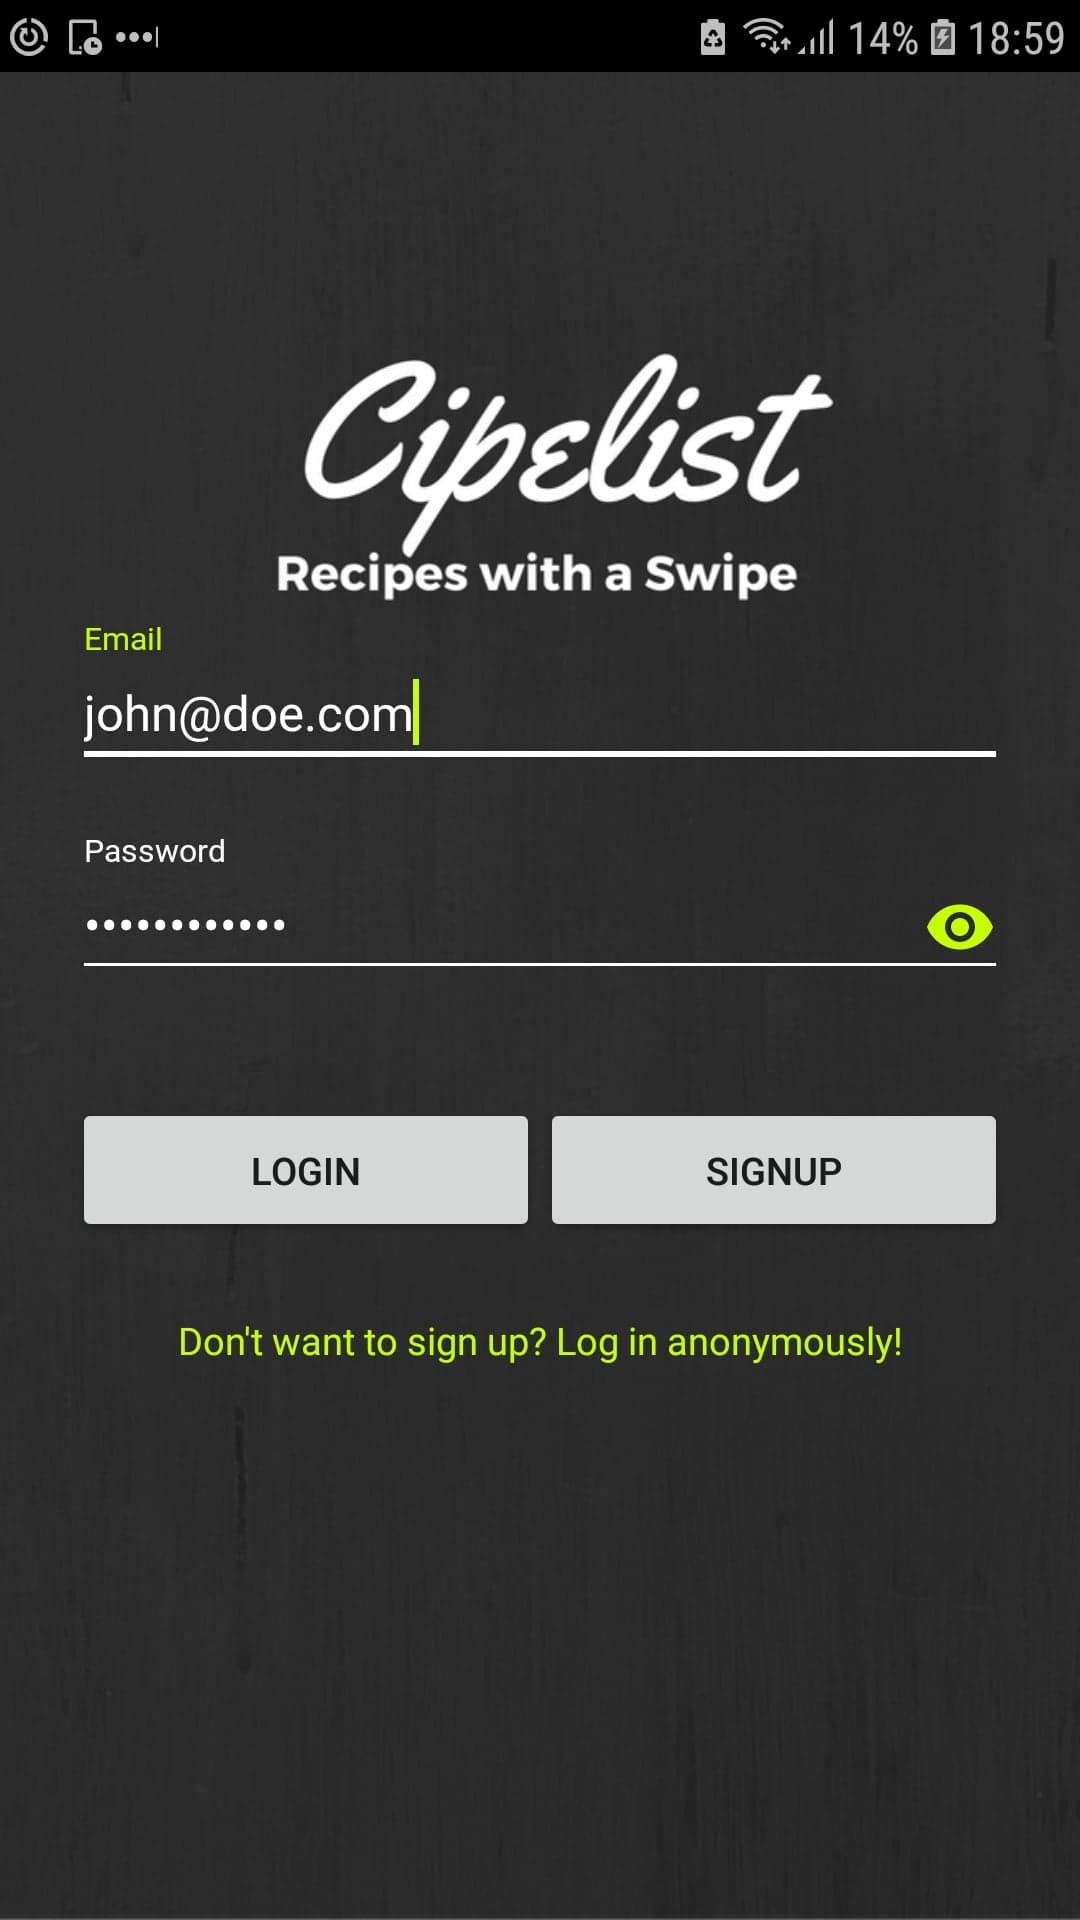 14% 18:59
Cipelist
Recipes with a Swipe
Email
john@doe.com
Password
••••••••••••
LOGIN SIGNUP
Don't want to sign up? Log in anonymously!